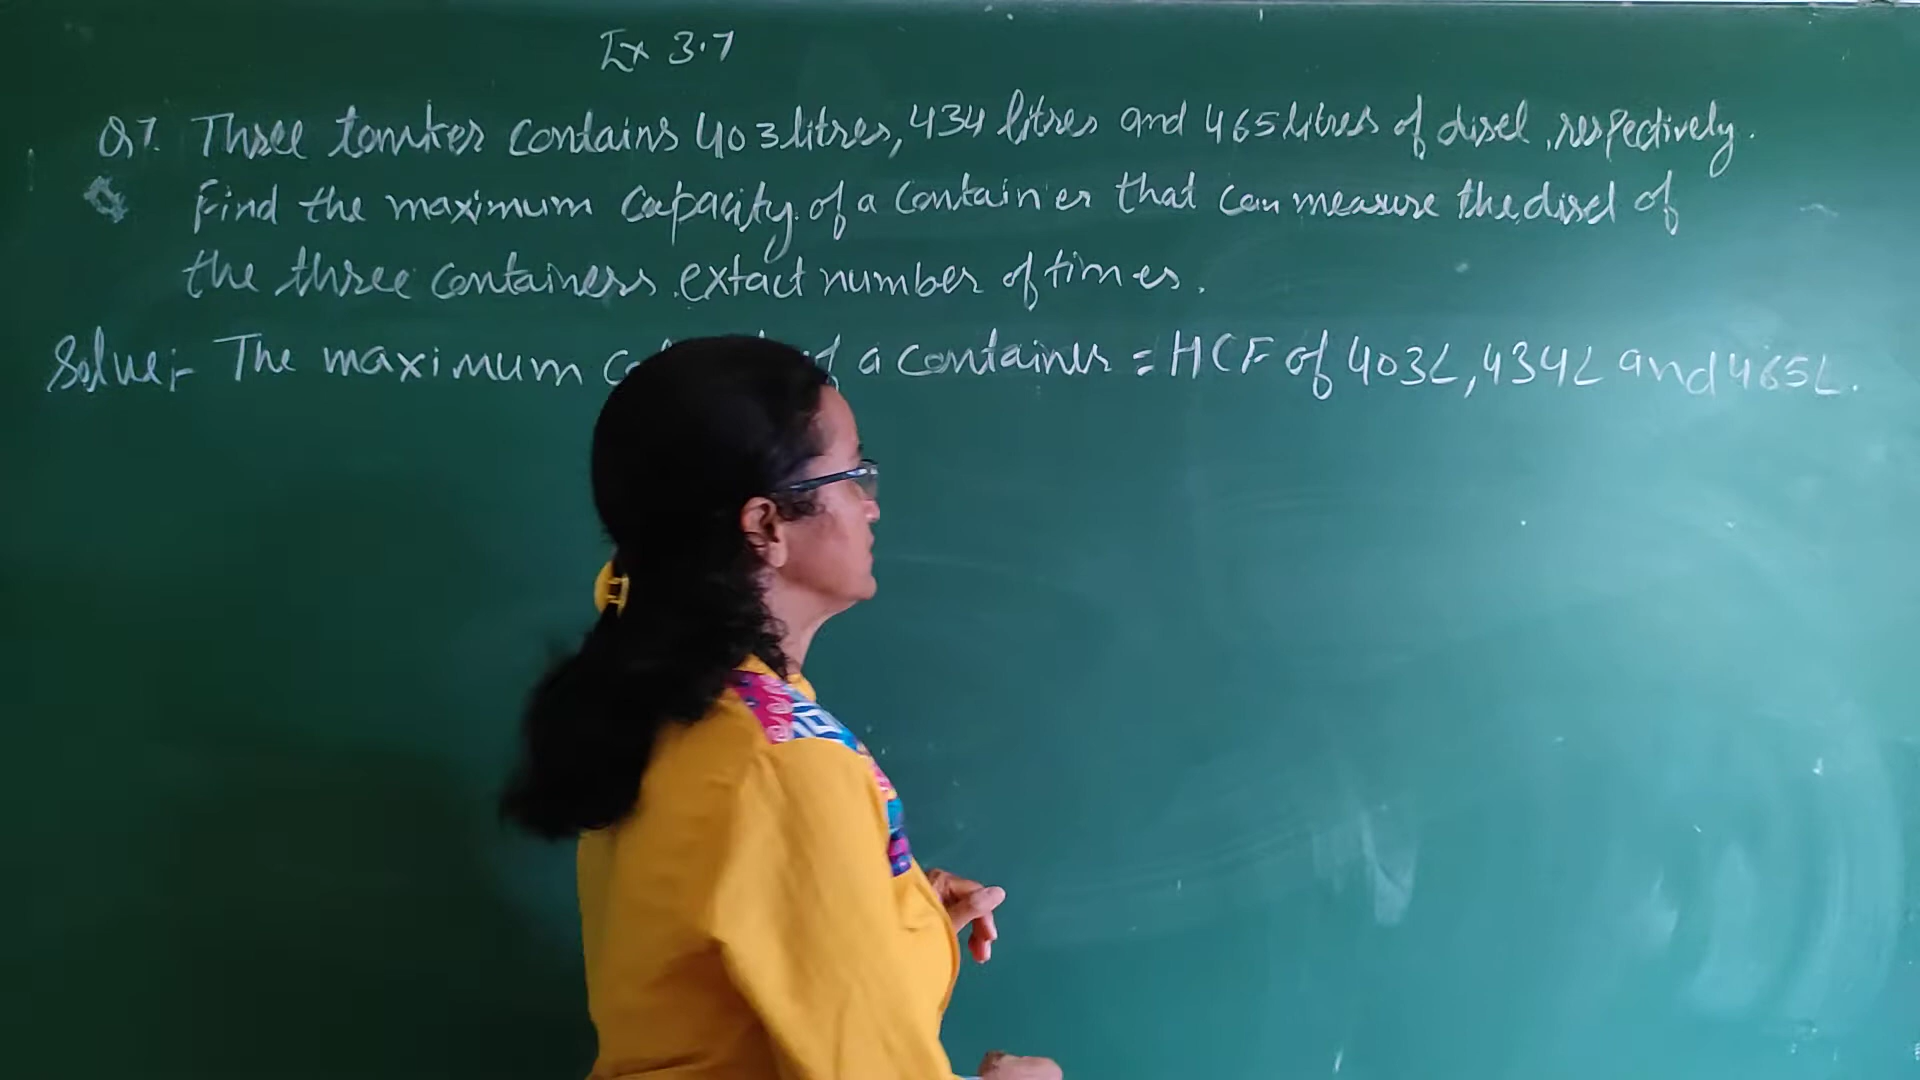 Ex 3.7
Q7. Three tanker contains 403 litres, 434 litres and 465 litres of disel, respectively.
Find the maximum capacity of a container that can measure the disel of
the three containers extact number of times.
Solve:- The maximum of a container = HCF of 403L, 434L and 465L.